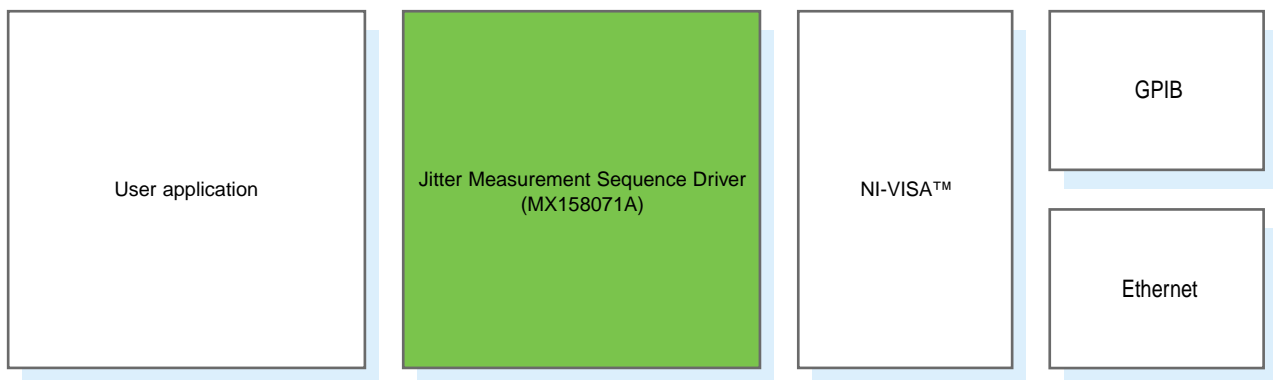 User application
Jitter Measurement Sequence Driver
(MX158071A)
NI-VISA™
GPIB
Ethernet